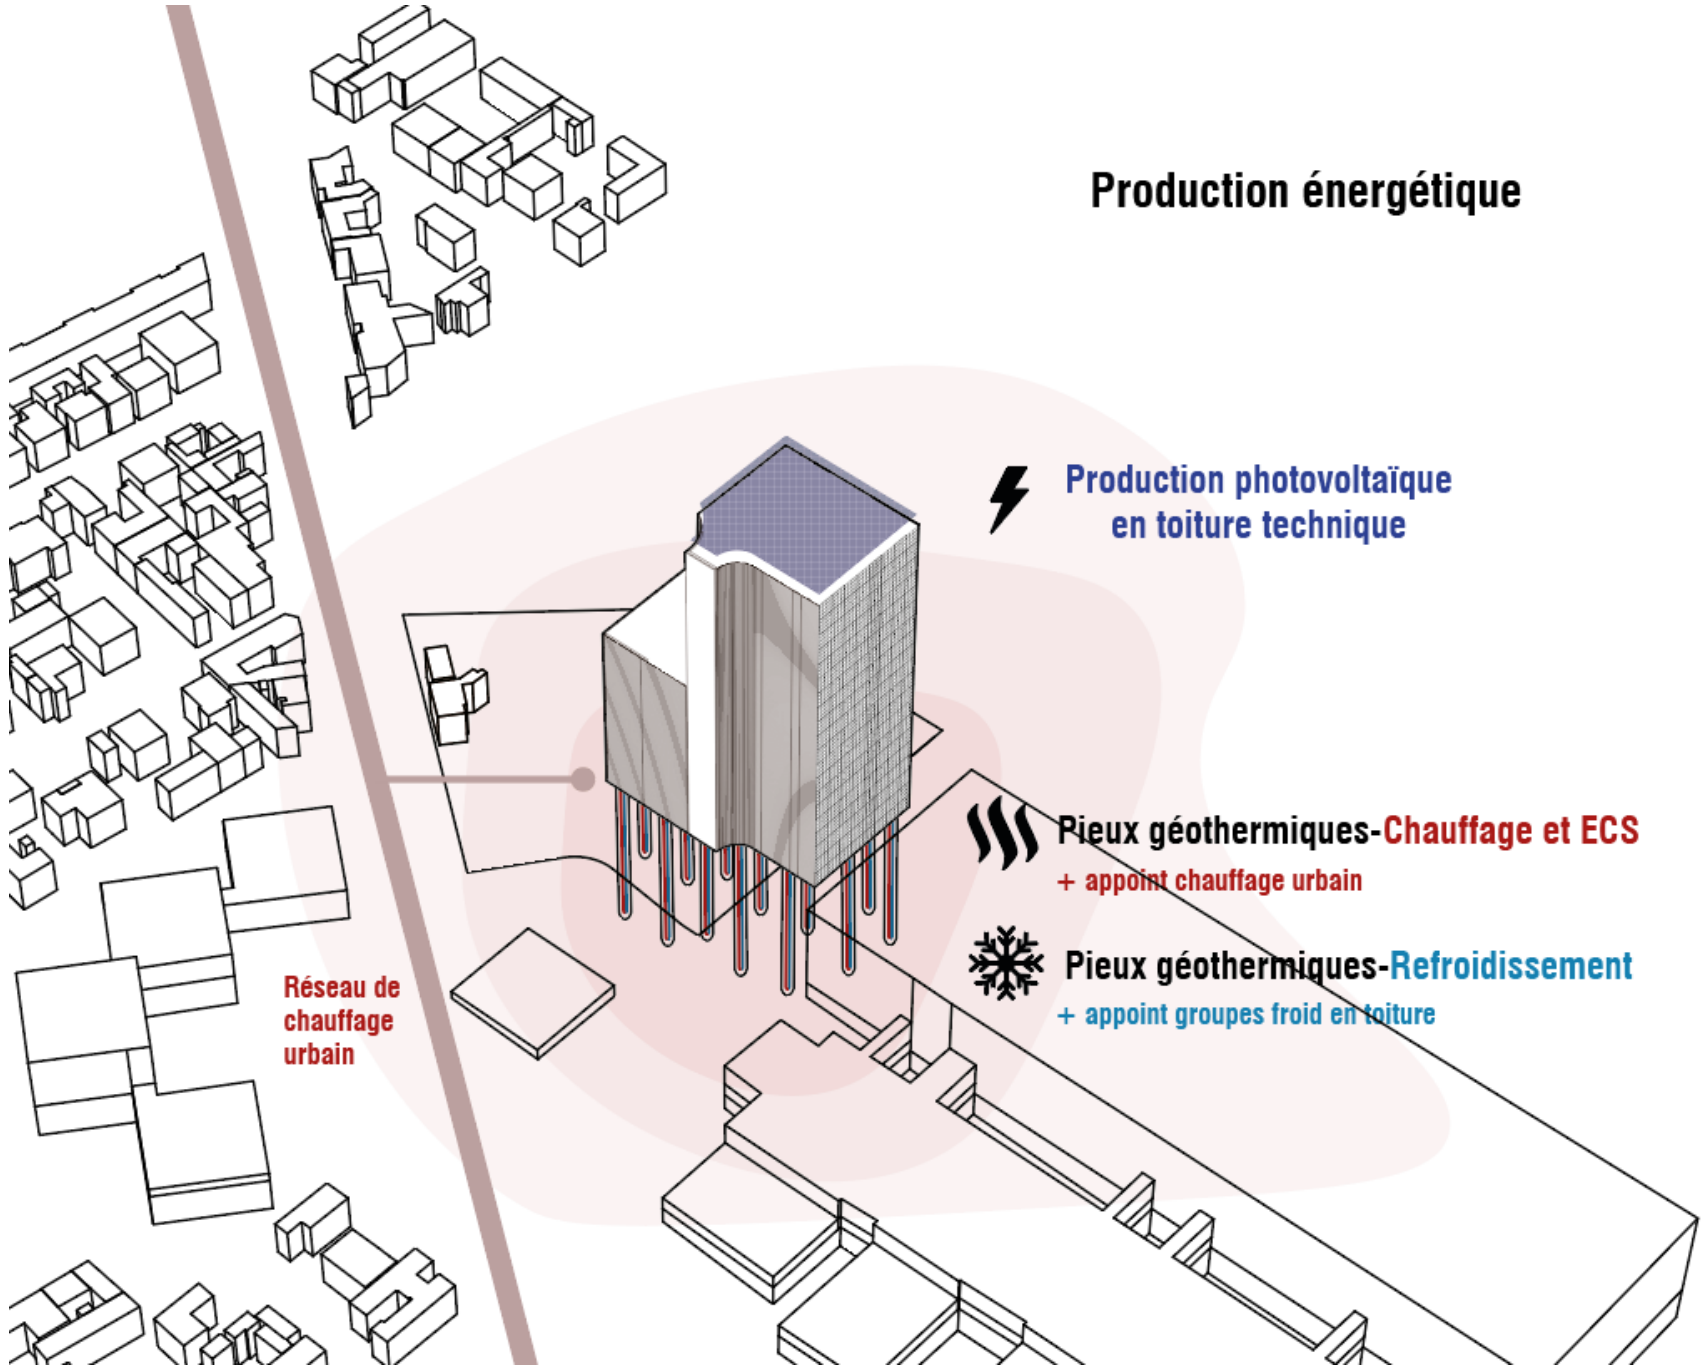 Production énergétique
Production photovoltaïque
en toiture technique
Pieux géothermiques-Chauffage et ECS
+ appoint chauffage urbain
Pieux géothermiques-Refroidissement
+ appoint groupes froid en toiture
Réseau de
chauffage
urbain